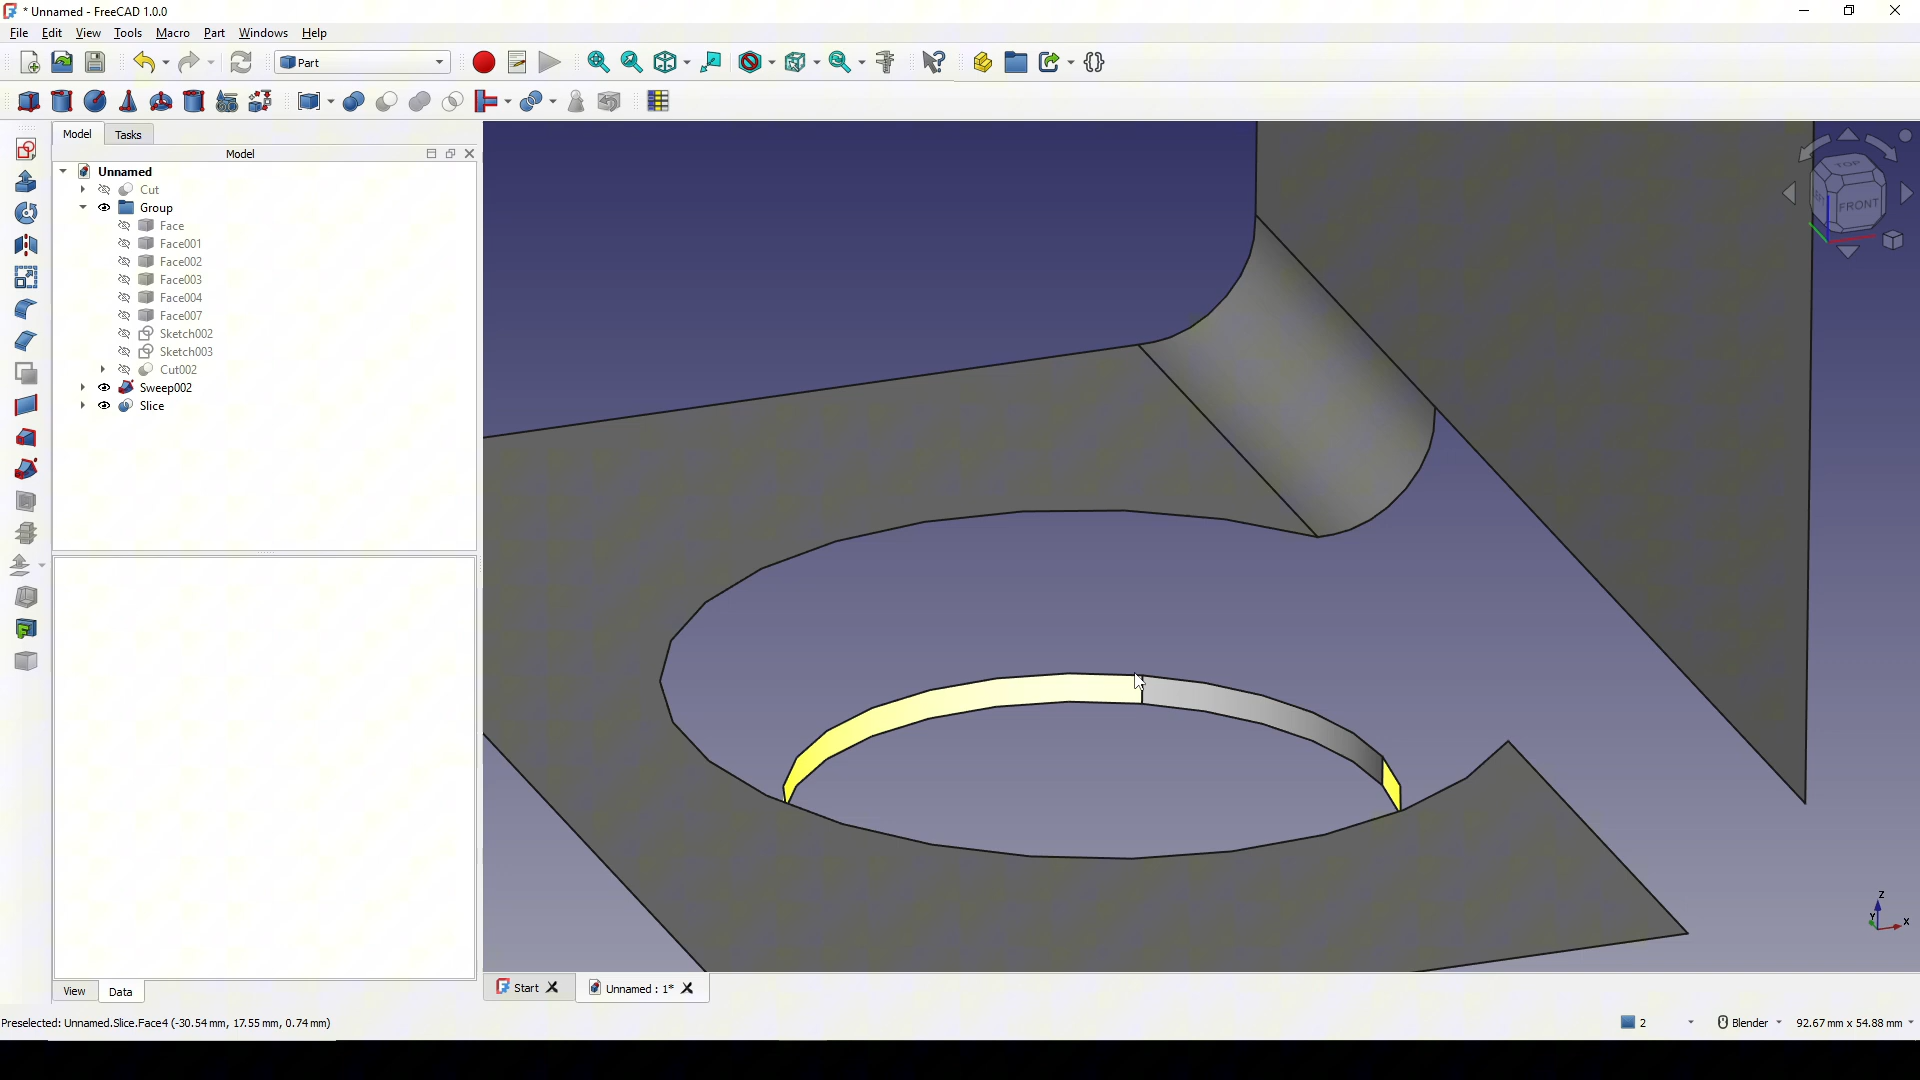 * Unnamed - FreeCAD 1.0.0
File Edit View Tools Macro Part Windows Help
Part
Model Tasks
Model
Unnamed
Cut
Group
Face
Face001
Face002
Face003
Face004
Face007
Sketch002
Sketch003
Cut002
Sweep002
Slice
TOP
FRONT
Z
Y
X
View Data
Start
Unnamed : 1*
Preselected: Unnamed.Slice.Face4 (-30.54 mm, 17.55 mm, 0.74 mm)
2
Blender
92.67 mm x 54.88 mm